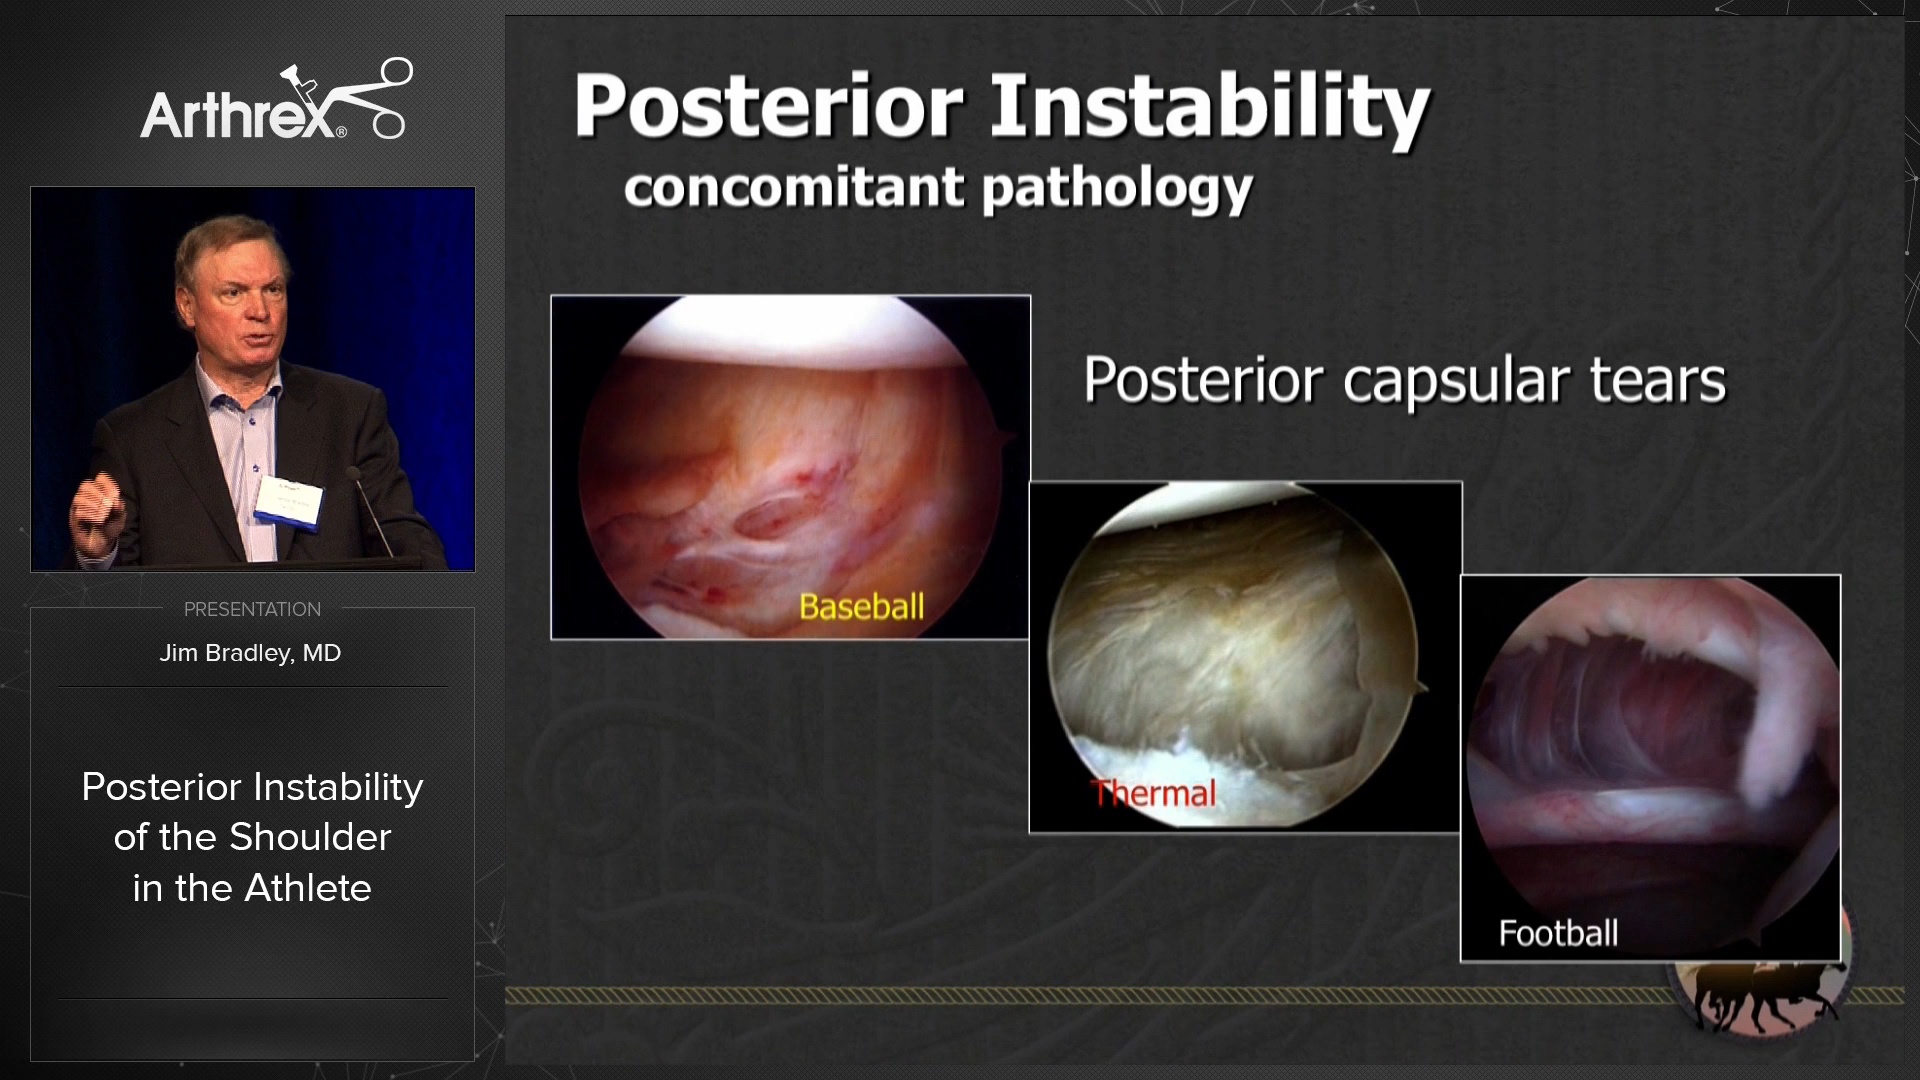 Arthrex®
PRESENTATION
Jim Bradley, MD
Posterior Instability
of the Shoulder
in the Athlete
Posterior Instability
concomitant pathology
Posterior capsular tears
Baseball
Thermal
Football